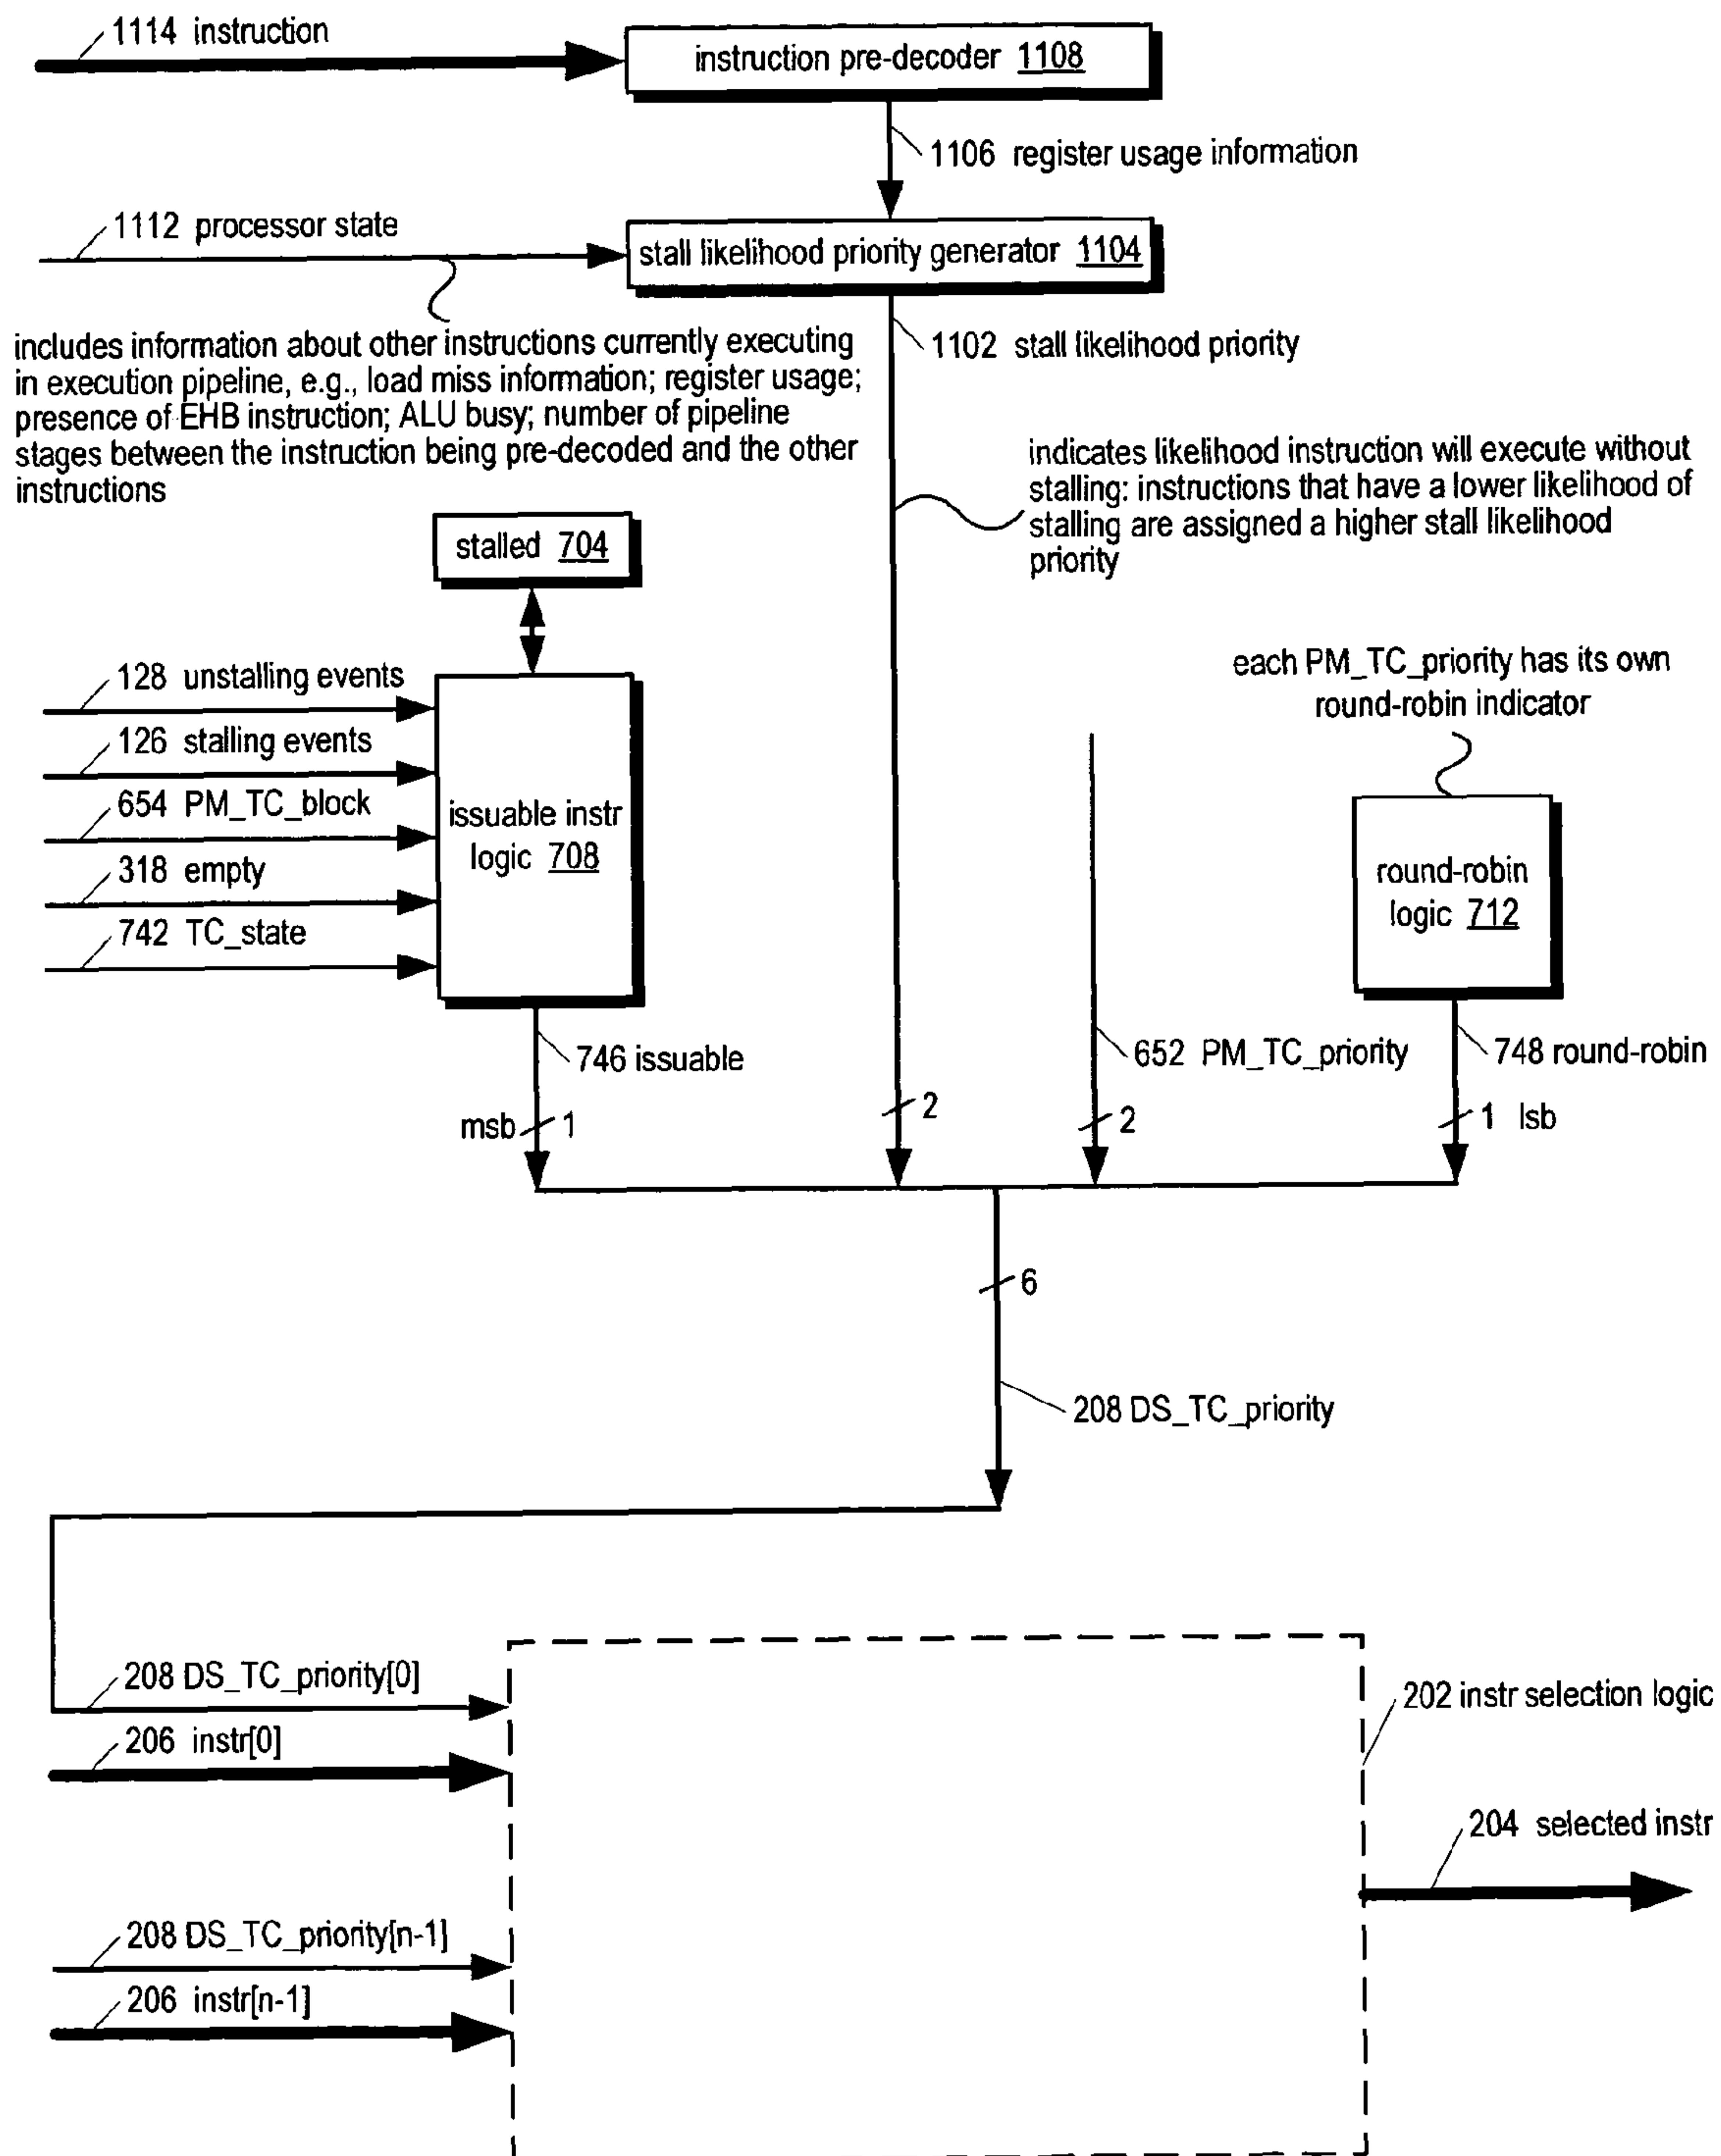 1114 instruction
instruction pre-decoder 1108
1106 register usage information
1112 processor state
stall likelihood priority generator 1104
includes information about other instructions currently executing
in execution pipeline, e.g., load miss information; register usage;
presence of EHB instruction; ALU busy; number of pipeline
stages between the instruction being pre-decoded and the other
instructions
1102 stall likelihood priority
indicates likelihood instruction will execute without
stalling: instructions that have a lower likelihood of
stalling are assigned a higher stall likelihood
priority
stalled 704
128 unstalling events
126 stalling events
654 PM_TC_block
318 empty
742 TC_state
issuable instr
logic 708
each PM_TC_priority has its own
round-robin indicator
round-robin
logic 712
746 issuable
652 PM_TC_priority
748 round-robin
msb 1
2
2
1 lsb
6
208 DS_TC_priority
208 DS_TC_priority[0]
206 instr[0]
202 instr selection logic
204 selected instr
208 DS_TC_priority[n-1]
206 instr[n-1]